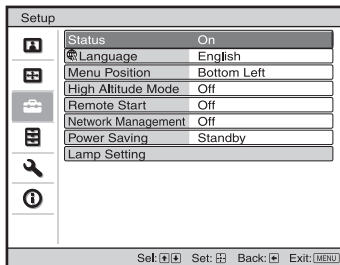 Setup
Status On
Language English
Menu Position Bottom Left
High Altitude Mode Off
Remote Start Off
Network Management Off
Power Saving Standby
Lamp Setting
Sel: Set: Back: Exit: MENU